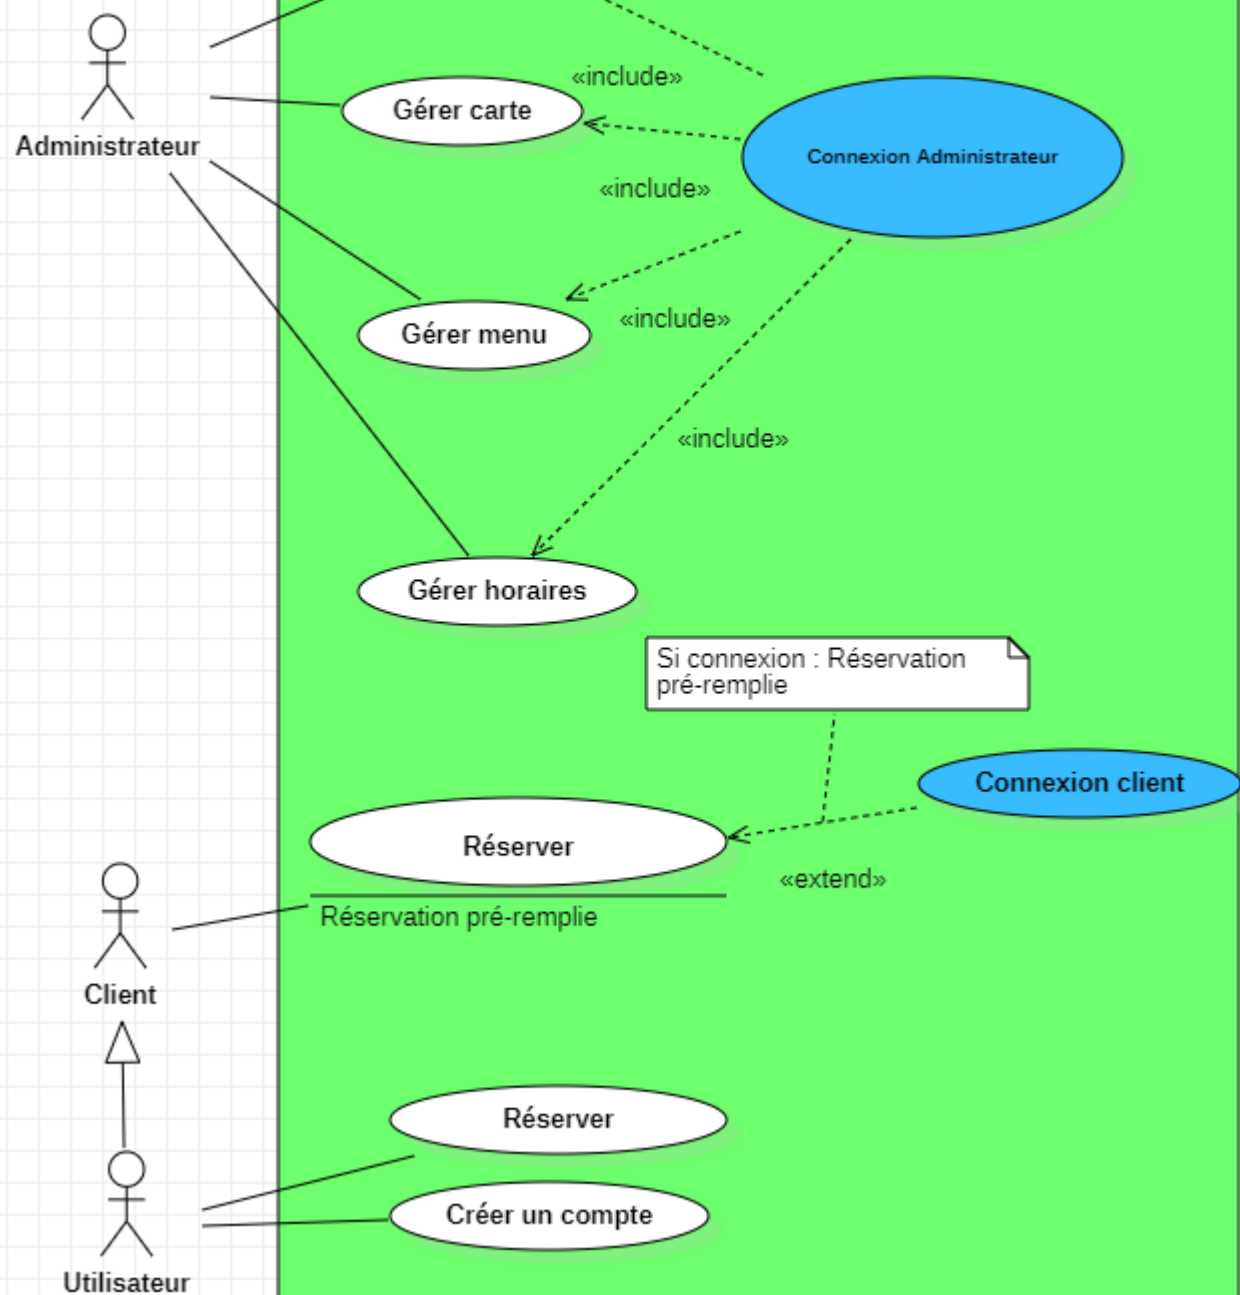 «include»
Gérer carte
Connexion Administrateur
Administrateur
«include»
«include»
Gérer menu
«include»
Gérer horaires
Si connexion : Réservation
pré-remplie
Connexion client
Réserver
«extend»
Réservation pré-remplie
Client
Réserver
Créer un compte
Utilisateur